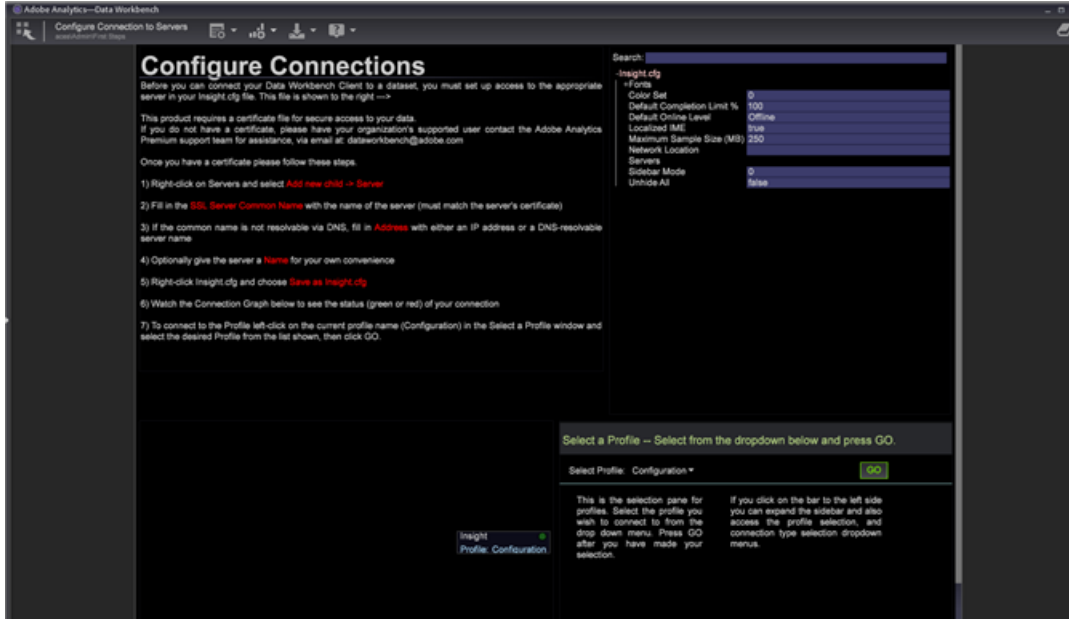 Adobe Analytics—Data Workbench
Configure Connection to Servers
Configure Connections
Before you can connect your Data Workbench Client to a dataset, you must set up access to the appropriate
server in your Insight.cfg file. This file is shown to the right --->
This product requires a certificate file for secure access to your data.
If you do not have a certificate, please have your organization's supported user contact the Adobe Analytics
Premium support team for assistance, via email at: dataworkbench@adobe.com
Once you have a certificate please follow these steps.
1) Right-click on Servers and select Add new child -> Server
2) Fill in the SSL Server Common Name with the name of the server (must match the server's certificate)
3) If the common name is not resolvable via DNS, fill in Address with either an IP address or a DNS-resolvable
server name
4) Optionally give the server a Name for your own convenience
5) Right-click Insight.cfg and choose Save as Insight.cfg
6) Watch the Connection Graph below to see the status (green or red) of your connection
7) To connect to the Profile left-click on the current profile name (Configuration) in the Select a Profile window and
select the desired Profile from the list shown, then click GO.
Search:
Insight.cfg
Fonts
Color Set 0
Default Completion Limit % 100
Default Online Level Offline
Localized IME true
Maximum Sample Size (MB) 250
Network Location
Servers
Sidebar Mode 0
Unhide All false
Insight
Profile: Configuration
Select a Profile -- Select from the dropdown below and press GO.
Select Profile: Configuration GO
This is the selection pane for
profiles. Select the profile you
wish to connect to from the
drop down menu. Press GO
after you have made your
selection.
If you click on the bar to the left side
you can expand the sidebar and also
access the profile selection, and
connection type selection dropdown
menus.